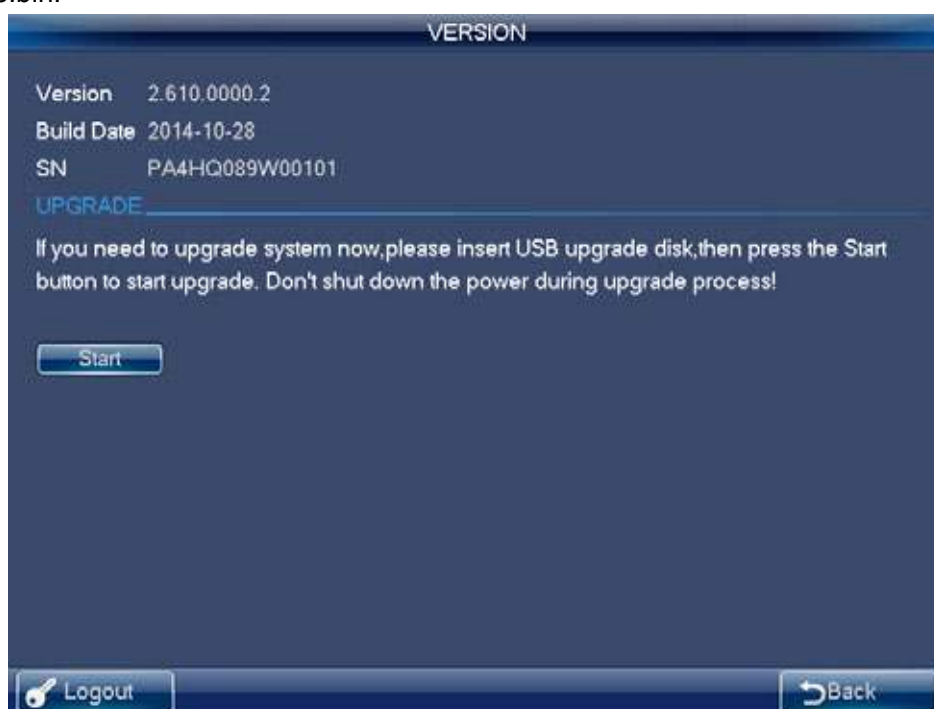 VERSION
Version 2.610.0000.2
Build Date 2014-10-28
SN PA4HQ089W00101
UPGRADE
If you need to upgrade system now,please insert USB upgrade disk,then press the Start
button to start upgrade. Don't shut down the power during upgrade process!
Start
Logout Back